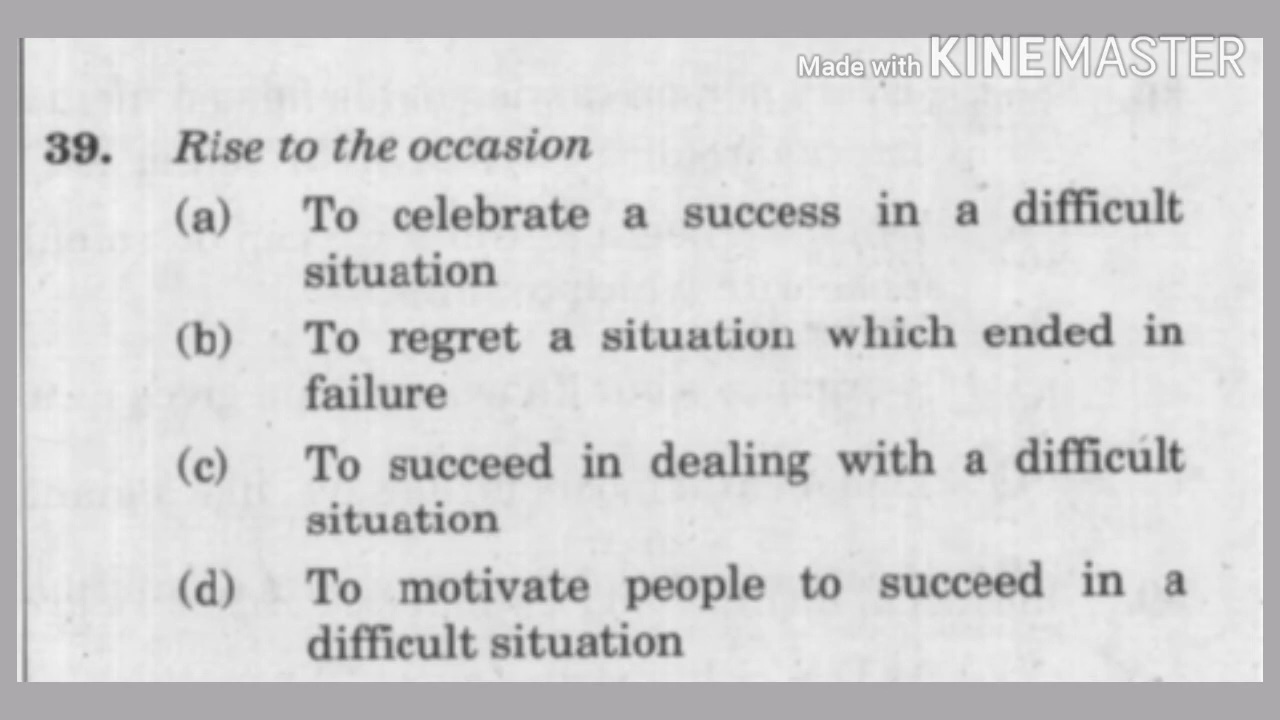 Made with KINEMASTER
39. Rise to the occasion
(a) To celebrate a success in a difficult
situation
(b) To regret a situation which ended in
failure
(c) To succeed in dealing with a difficult
situation
(d) To motivate people to succeed in a
difficult situation